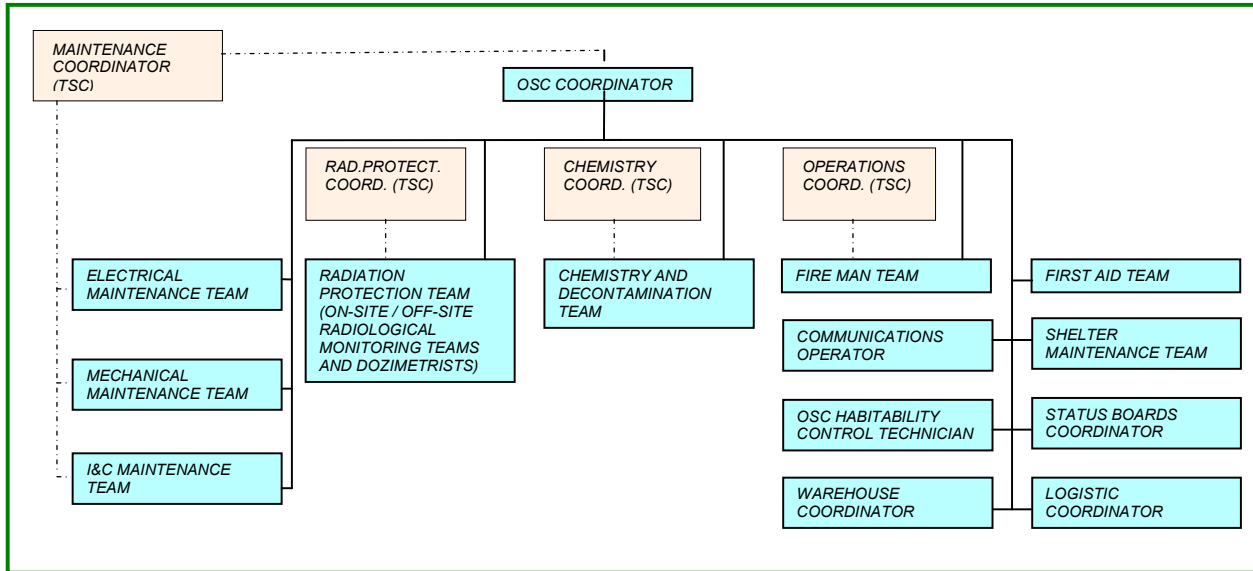 MAINTENANCE
COORDINATOR
(TSC)
OSC COORDINATOR
RAD.PROTECT.
COORD. (TSC)
CHEMISTRY
COORD. (TSC)
OPERATIONS
COORD. (TSC)
ELECTRICAL
MAINTENANCE TEAM
RADIATION
PROTECTION TEAM
(ON-SITE / OFF-SITE
RADIOLOGICAL
MONITORING TEAMS
AND DOZIMETRISTS)
CHEMISTRY AND
DECONTAMINATION
TEAM
FIRE MAN TEAM
FIRST AID TEAM
COMMUNICATIONS
OPERATOR
SHELTER
MAINTENANCE TEAM
MECHANICAL
MAINTENANCE TEAM
OSC HABITABILITY
CONTROL TECHNICIAN
STATUS BOARDS
COORDINATOR
I&C MAINTENANCE
TEAM
WAREHOUSE
COORDINATOR
LOGISTIC
COORDINATOR